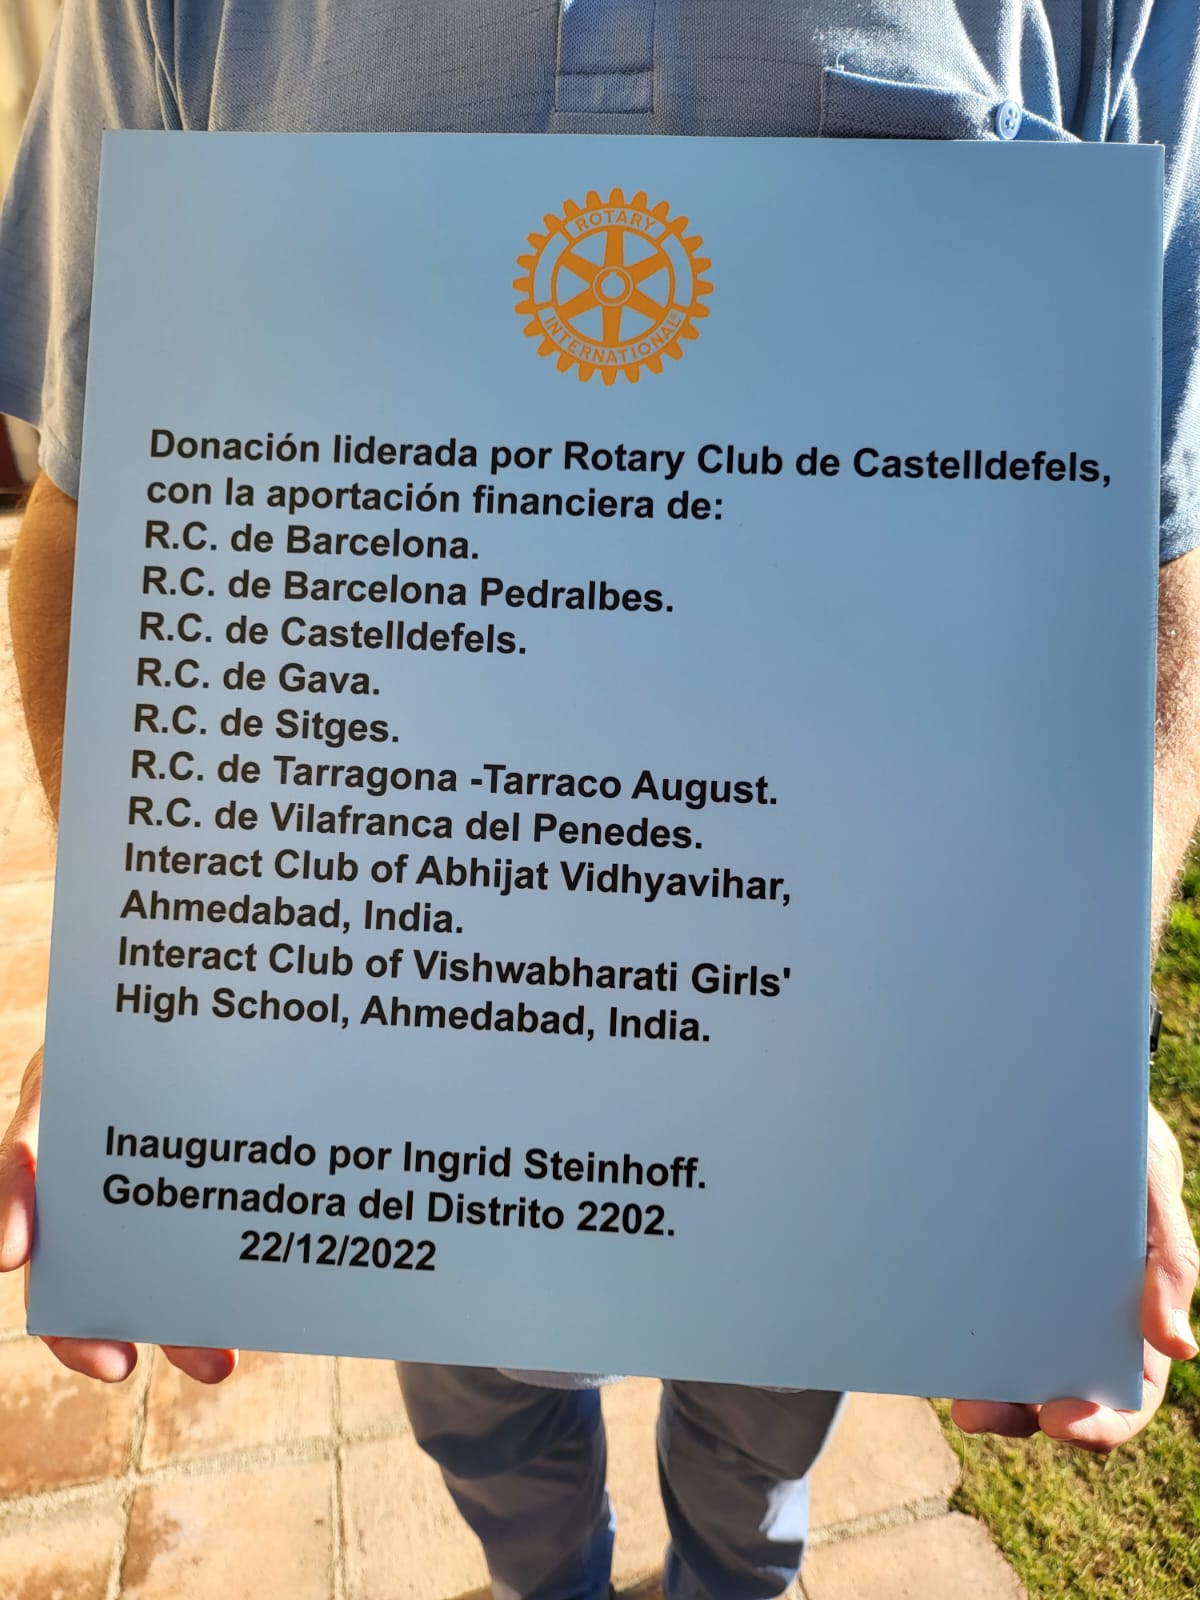 ROTARY
INTERNATIONAL®
Donación liderada por Rotary Club de Castelldefels,
con la aportación financiera de:
R.C. de Barcelona.
R.C. de Barcelona Pedralbes.
R.C. de Castelldefels.
R.C. de Gava.
R.C. de Sitges.
R.C. de Tarragona -Tarraco August.
R.C. de Vilafranca del Penedes.
Interact Club of Abhijat Vidhyavihar,
Ahmedabad, India.
Interact Club of Vishwabharati Girls'
High School, Ahmedabad, India.
Inaugurado por Ingrid Steinhoff.
Gobernadora del Distrito 2202.
22/12/2022